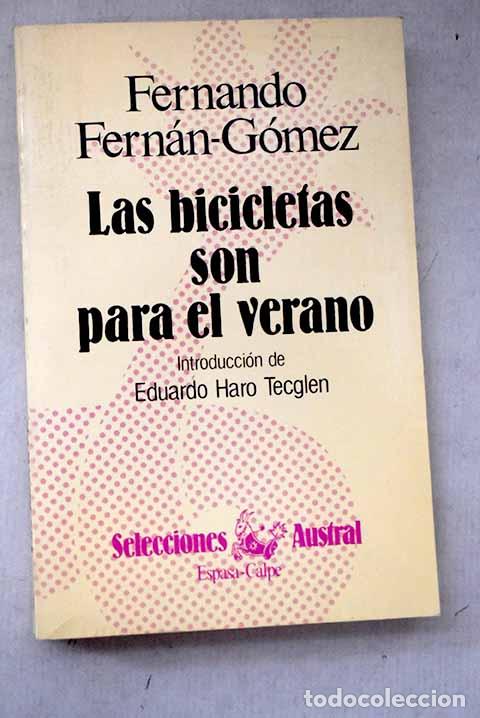 Fernando
Fernán-Gómez
Las bicicletas
son
para el verano
Introducción de
Eduardo Haro Tecglen
Selecciones Austral
Espasa-Calpe
todocoleccion